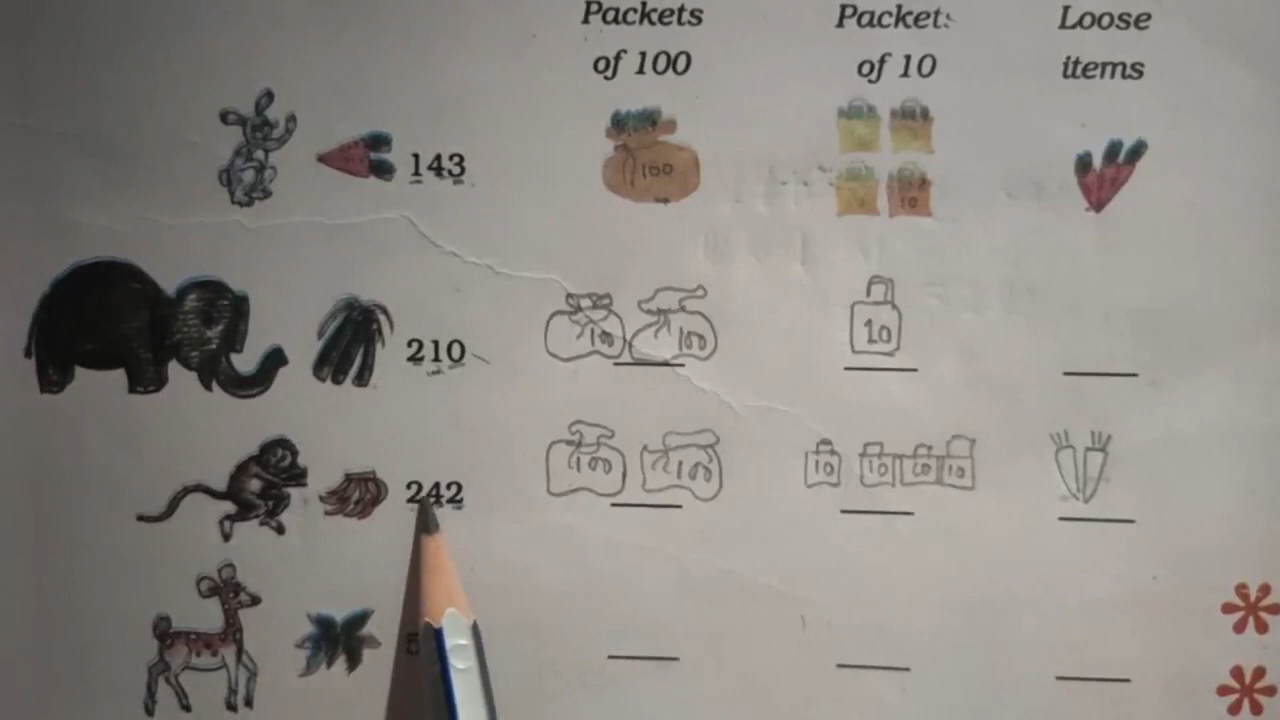 Packets Packets Loose
of 100 of 10 items
143 100 10
210 100 100 10
242 100 100 10 10 10 10